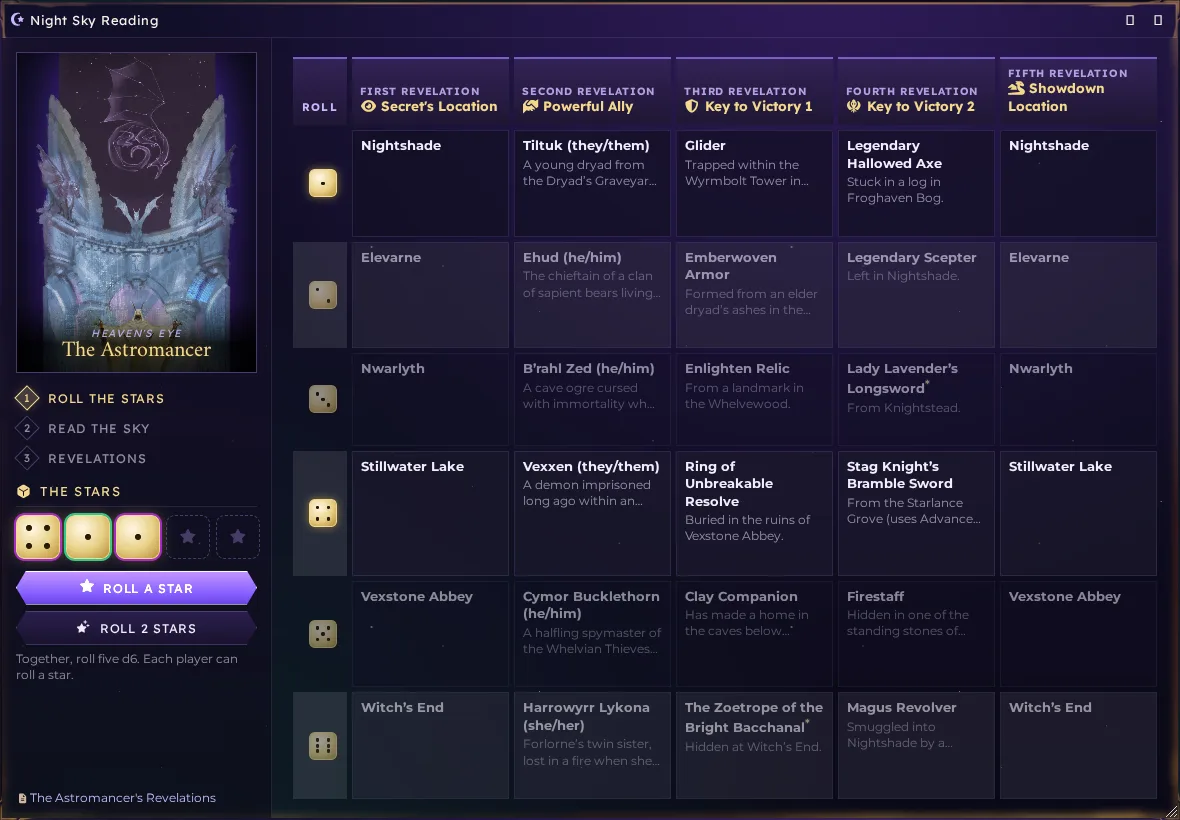 Night Sky Reading
HEAVEN'S EYE
The Astromancer
1 ROLL THE STARS
2 READ THE SKY
3 REVELATIONS
THE STARS
ROLL A STAR
ROLL 2 STARS
Together, roll five d6. Each player can
roll a star.
The Astromancer's Revelations
ROLL
FIRST REVELATION
Secret's Location
SECOND REVELATION
Powerful Ally
THIRD REVELATION
Key to Victory 1
FOURTH REVELATION
Key to Victory 2
FIFTH REVELATION
Showdown
Location
Nightshade
Tiltuk (they/them)
A young dryad from
the Dryad's Graveyar...
Glider
Trapped within the
Wyrmbolt Tower in...
Legendary
Hallowed Axe
Stuck in a log in
Froghaven Bog.
Nightshade
Elevarne
Ehud (he/him)
The chieftain of a clan
of sapient bears living...
Emberwoven
Armor
Formed from an elder
dryad's ashes in the...
Legendary Scepter
Left in Nightshade.
Elevarne
Nwarlyth
B’rahl Zed (he/him)
A cave ogre cursed
with immortality wh...
Enlighten Relic
From a landmark in
the Whelvewood.
Lady Lavender’s
Longsword*
From Knightstead.
Nwarlyth
Stillwater Lake
Vexxen (they/them)
A demon imprisoned
long ago within an...
Ring of
Unbreakable
Resolve
Buried in the ruins of
Vexstone Abbey.
Stag Knight’s
Bramble Sword
From the Starlance
Grove (uses Advance...
Stillwater Lake
Vexstone Abbey
Cymor Bucklethorn
(he/him)
A halfling spymaster of
the Whelvian Thieves...
Clay Companion
Has made a home in
the caves below...
Firestaff
Hidden in one of the
standing stones of...
Vexstone Abbey
Witch’s End
Harrowyrr Lykona
(she/her)
Forlorne’s twin sister,
lost in a fire when she...
The Zoetrope of the
Bright Bacchanal*
Hidden at Witch’s End.
Magus Revolver
Smuggled into
Nightshade by a...
Witch’s End